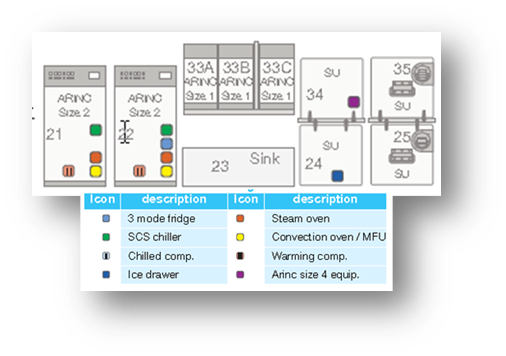 33A 33B 33C
ARINC ARINC ARINC
Size 1 Size 1 Size 1
SU
34
35
SU
ARINC
Size 2
21
ARINC
Size 2
22
23 Sink
SU
24
25
SU
Icon description Icon description
3 mode fridge Steam oven
SCS chiller Convection oven / MFU
Chilled comp. Warming comp.
Ice drawer Arinc size 4 equip.